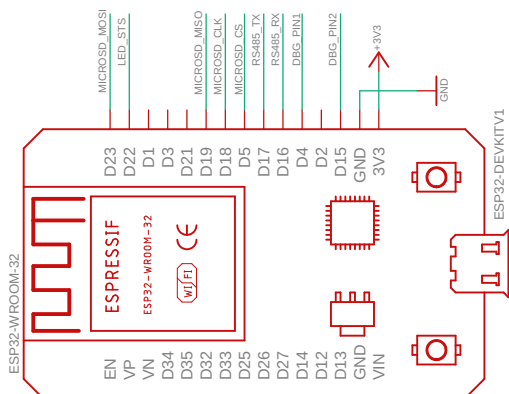 MICROSD_MOSI
LED_STS
MICROSD_MISO
MICROSD_CLK
MICROSD_CS
RS485_TX
RS485_RX
DBG_PIN1
DBG_PIN2
+3V3
GND
D23
D22
D1
D3
D21
D19
D18
D5
D17
D16
D4
D2
D15
GND
3V3
ESP32-DEVKITV1
ESP32-WROOM-32
ESPRESSIF
ESP32-WROOM-32
CE
WI FI
EN
VP
VN
D34
D35
D32
D33
D25
D26
D27
D14
D12
D13
GND
VIN